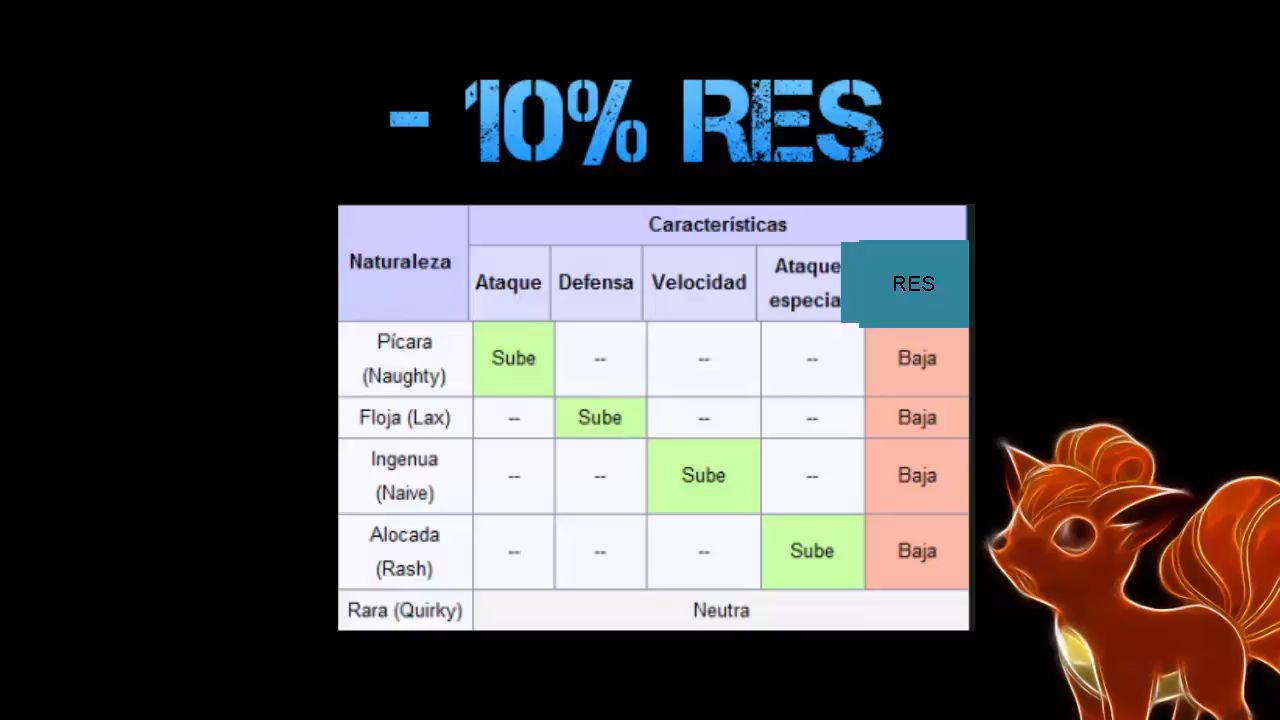 - 10% RES
Características
Naturaleza
Ataque Defensa Velocidad Ataque especia RES
Pícara (Naughty) Sube -- -- -- Baja
Floja (Lax) -- Sube -- -- Baja
Ingenua (Naive) -- -- Sube -- Baja
Alocada (Rash) -- -- -- Sube Baja
Rara (Quirky) Neutra